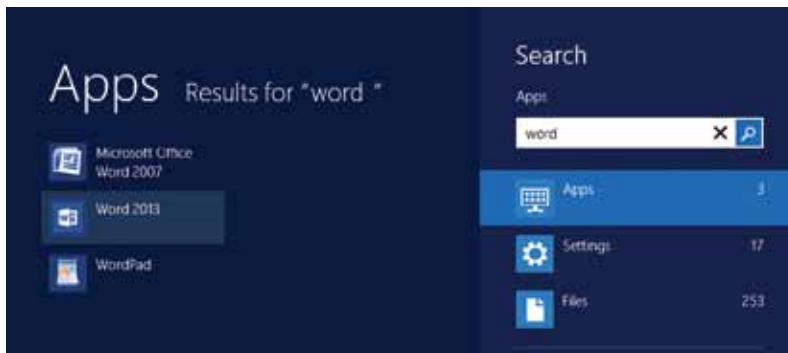 Apps Results for "word "
Microsoft Office
Word 2007
Word 2013
WordPad
Search
Apps
word
Apps 3
Settings 17
Files 253